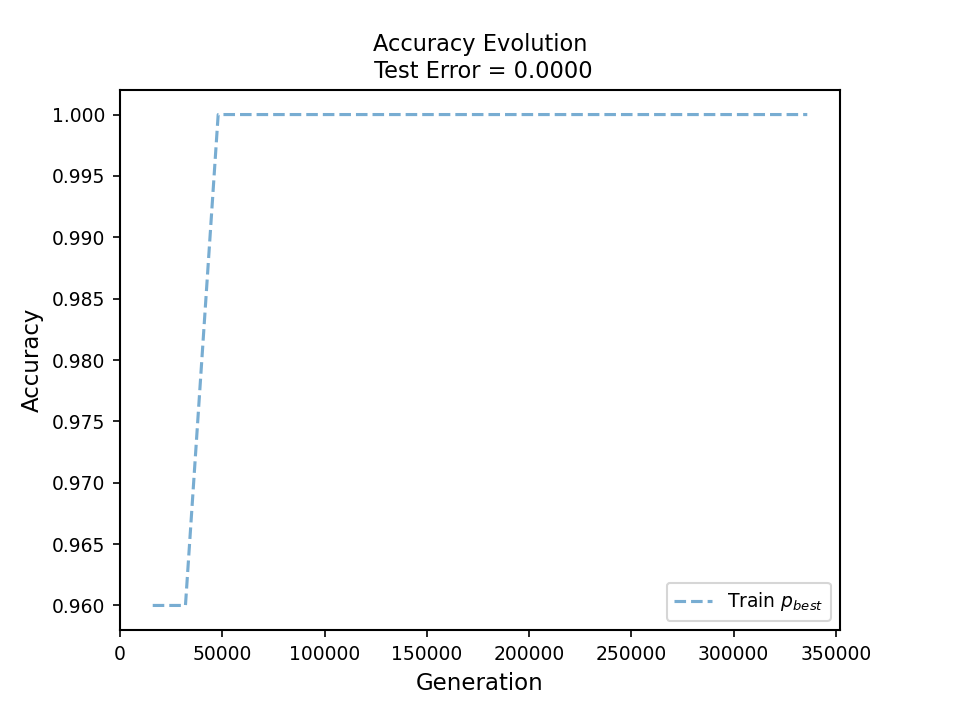 Accuracy Evolution
Test Error = 0.0000
1.000
0.995
0.990
0.985
0.980
0.975
0.970
0.965
0.960
Accuracy
Train p_best
0 50000 100000 150000 200000 250000 300000 350000
Generation